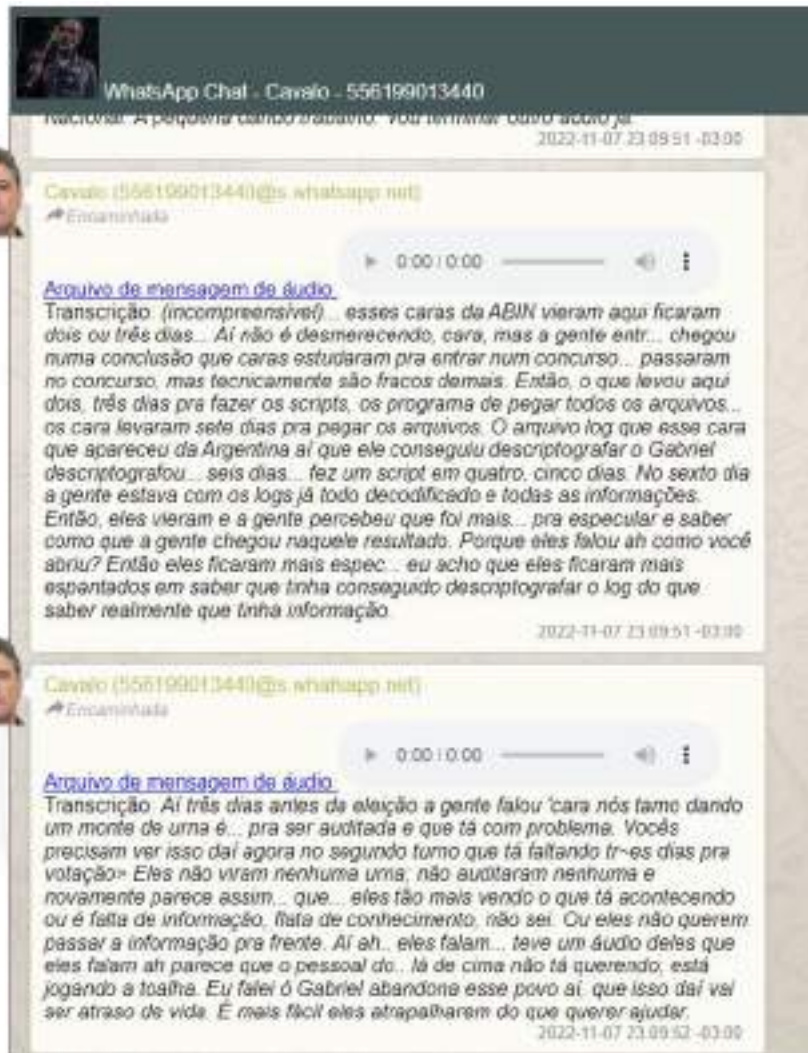 WhatsApp Chat - Cavalo - 556199013440
Nacional. A pequena dando trabalho. Vou terminar outro áudio já.
2022-11-07 23:09:51 -03:00
Cavalo (556199013440@s.whatsapp.net)
Encaminhada
0:00 / 0:00
Arquivo de mensagem de áudio
Transcrição: (incompreensível)... esses caras da ABIN vieram aqui ficaram
dois ou três dias... Aí não é desmerecendo, cara, mas a gente entr... chegou
numa conclusão que caras estudaram pra entrar num concurso... passaram
no concurso, mas tecnicamente são fracos demais. Então, o que levou aqui
dois, três dias pra fazer os scripts, os programa de pegar todos os arquivos...
os cara levaram sete dias pra pegar os arquivos. O arquivo log que esse cara
que apareceu da Argentina aí que ele conseguiu descriptografar o Gabriel
descriptografou... seis dias... fez um script em quatro, cinco dias. No sexto dia
a gente estava com os logs já todo decodificado e todas as informações.
Então, eles vieram e a gente percebeu que foi mais... pra especular e saber
como que a gente chegou naquele resultado. Porque eles falou ah como você
abriu? Então eles ficaram mais espec... eu acho que eles ficaram mais
espantados em saber que tinha conseguido descriptografar o log do que
saber realmente que tinha informação.
2022-11-07 23:09:51 -03:00
Cavalo (556199013440@s.whatsapp.net)
Encaminhada
0:00 / 0:00
Arquivo de mensagem de áudio
Transcrição: Aí três dias antes da eleição a gente falou 'cara nós tamo dando
um monte de urna é... pra ser auditada e que tá com problema. Vocês
precisam ver isso daí agora no segundo turno que tá faltando tr~es dias pra
votação» Eles não viram nenhuma urna, não auditaram nenhuma e
novamente parece assim... que... eles tão mais vendo o que tá acontecendo
ou é falta de informação, flata de conhecimento, não sei. Ou eles não querem
passar a informação pra frente. Aí ah.. eles falam... teve um áudio deles que
eles falam ah parece que o pessoal do.. lá de cima não tá querendo, está
jogando a toalha. Eu falei ô Gabriel abandona esse povo aí, que isso daí vai
ser atraso de vida. É mais fácil eles atrapalharem do que querer ajudar.
2022-11-07 23:09:52 -03:00